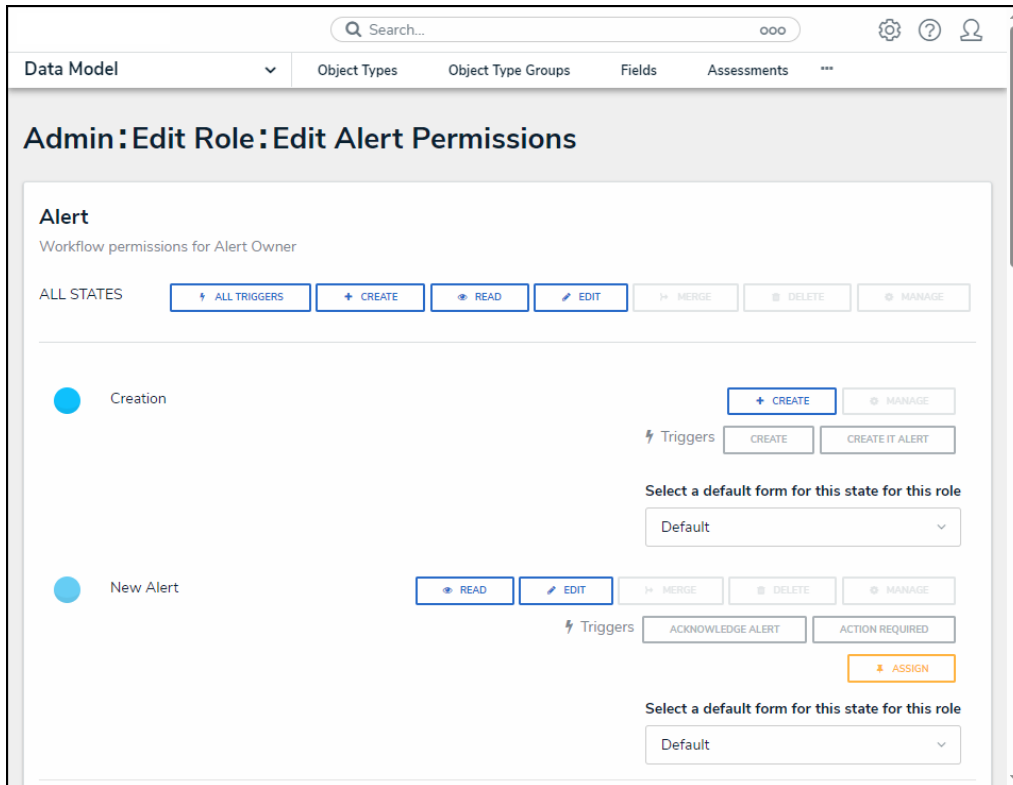 Search...
Data Model Object Types Object Type Groups Fields Assessments
Admin:Edit Role:Edit Alert Permissions
Alert
Workflow permissions for Alert Owner
ALL STATES ALL TRIGGERS + CREATE READ EDIT MERGE DELETE MANAGE
Creation + CREATE MANAGE
Triggers CREATE CREATE IT ALERT
Select a default form for this state for this role
Default
New Alert READ EDIT MERGE DELETE MANAGE
Triggers ACKNOWLEDGE ALERT ACTION REQUIRED
ASSIGN
Select a default form for this state for this role
Default